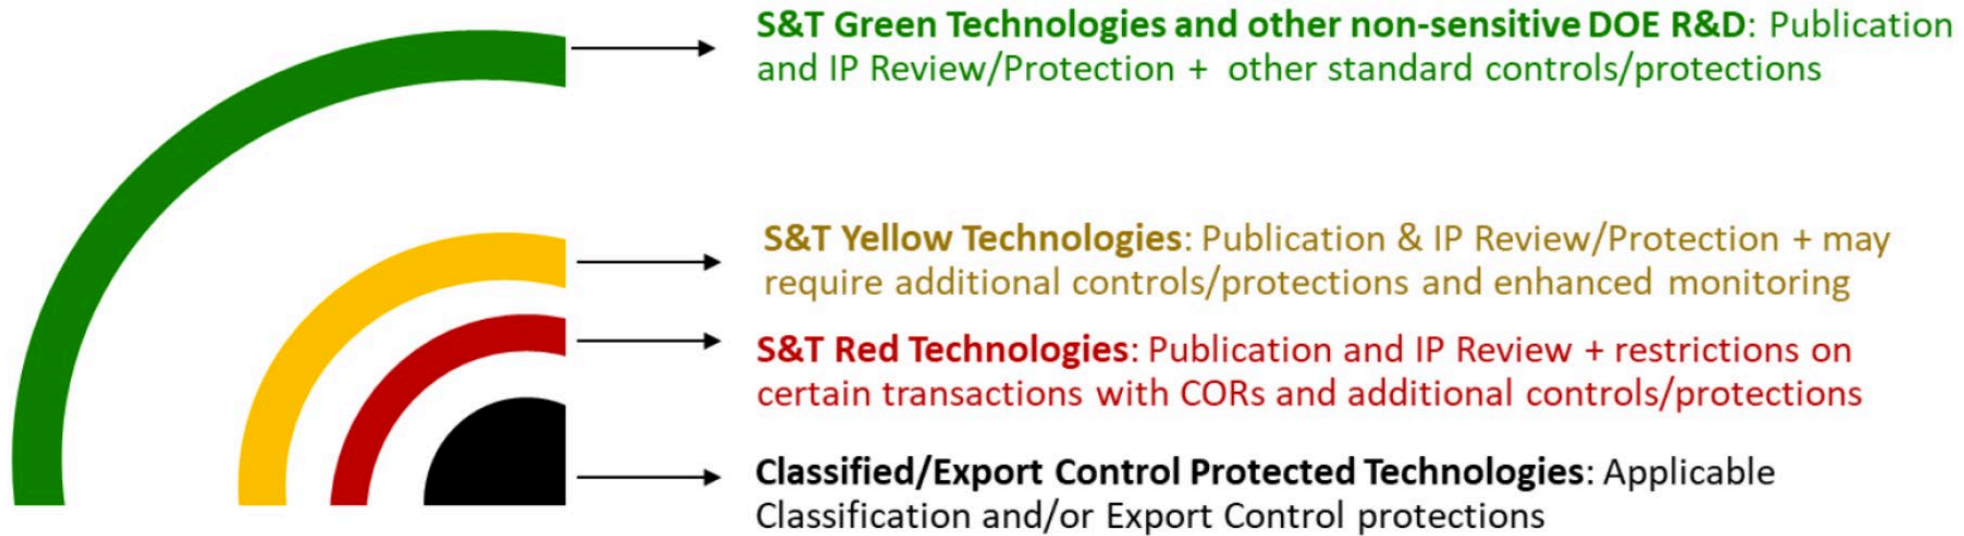 S&T Green Technologies and other non-sensitive DOE R&D: Publication
and IP Review/Protection + other standard controls/protections
S&T Yellow Technologies: Publication & IP Review/Protection + may
require additional controls/protections and enhanced monitoring
S&T Red Technologies: Publication and IP Review + restrictions on
certain transactions with CORs and additional controls/protections
Classified/Export Control Protected Technologies: Applicable
Classification and/or Export Control protections